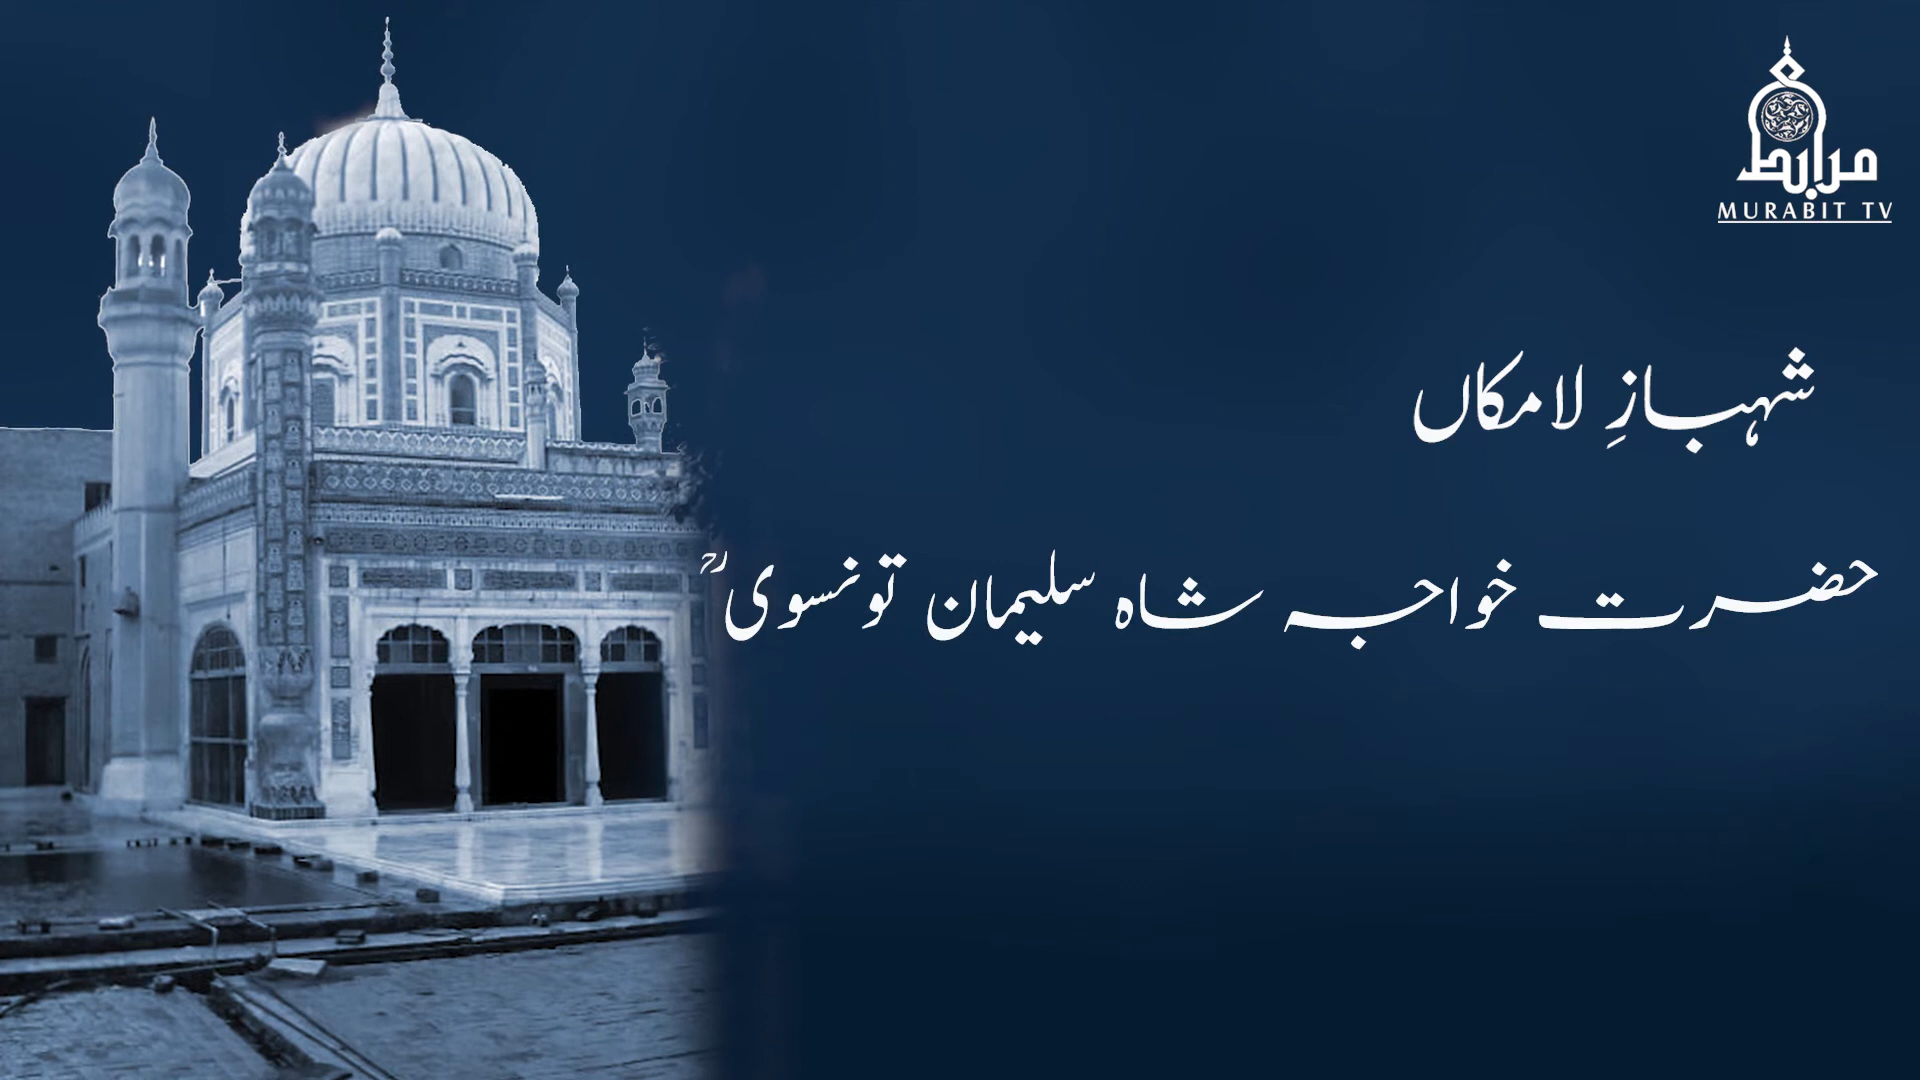 مرابط
MURABIT TV
شہبازِ لامکاں
حضرت خواجہ شاہ سلیمان تونسوی ؒ